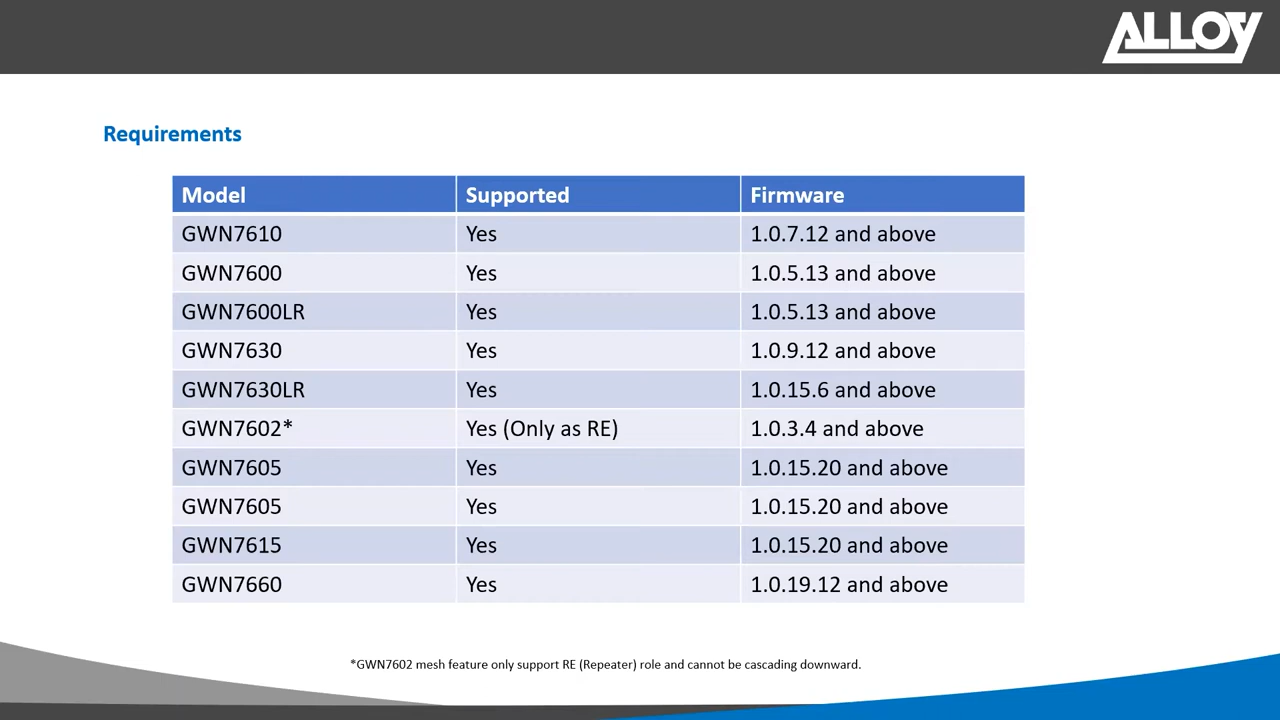 ALLOY
Requirements
Model Supported Firmware
GWN7610 Yes 1.0.7.12 and above
GWN7600 Yes 1.0.5.13 and above
GWN7600LR Yes 1.0.5.13 and above
GWN7630 Yes 1.0.9.12 and above
GWN7630LR Yes 1.0.15.6 and above
GWN7602* Yes (Only as RE) 1.0.3.4 and above
GWN7605 Yes 1.0.15.20 and above
GWN7605 Yes 1.0.15.20 and above
GWN7615 Yes 1.0.15.20 and above
GWN7660 Yes 1.0.19.12 and above
*GWN7602 mesh feature only support RE (Repeater) role and cannot be cascading downward.